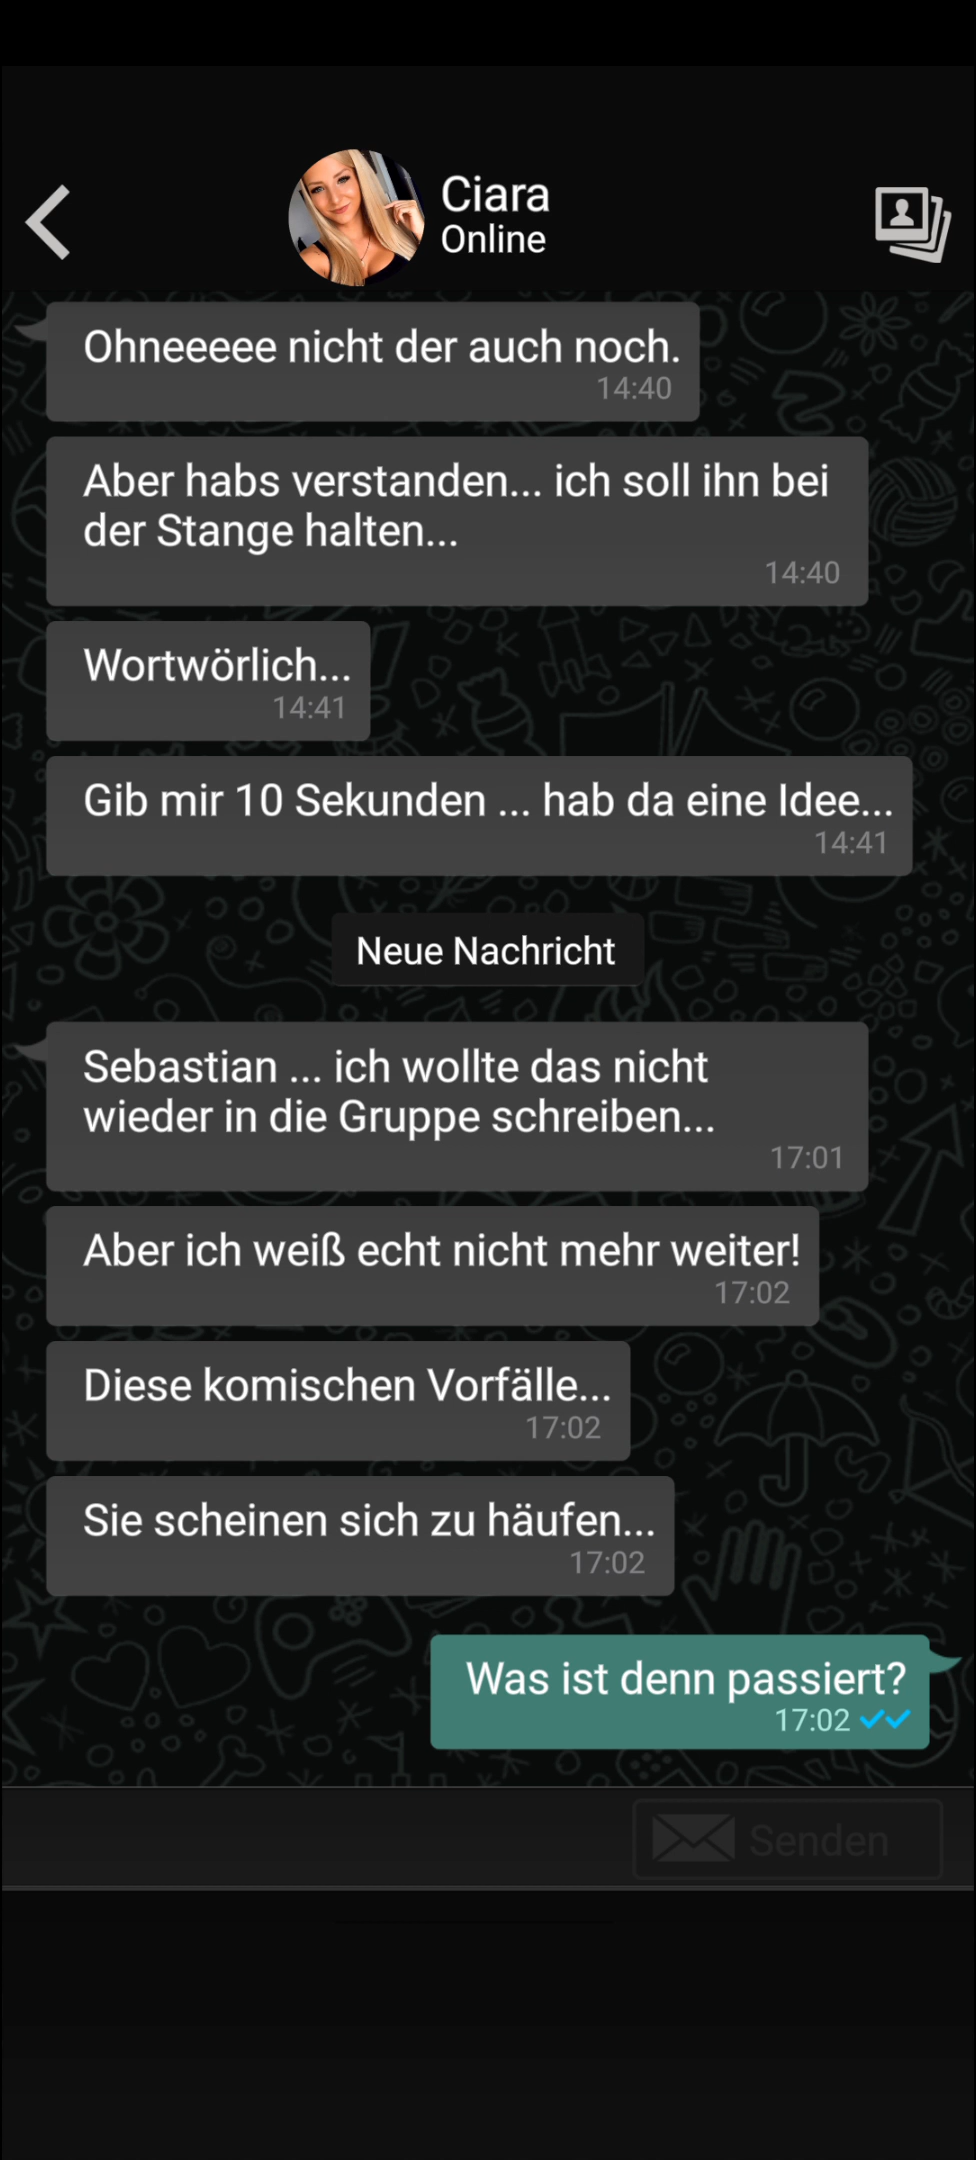 Ciara
Online
Ohneeeee nicht der auch noch.
14:40
Aber habs verstanden... ich soll ihn bei
der Stange halten...
14:40
Wortwörlich...
14:41
Gib mir 10 Sekunden ... hab da eine Idee...
14:41
Neue Nachricht
Sebastian ... ich wollte das nicht
wieder in die Gruppe schreiben...
17:01
Aber ich weiß echt nicht mehr weiter!
17:02
Diese komischen Vorfälle...
17:02
Sie scheinen sich zu häufen...
17:02
Was ist denn passiert?
17:02
Senden